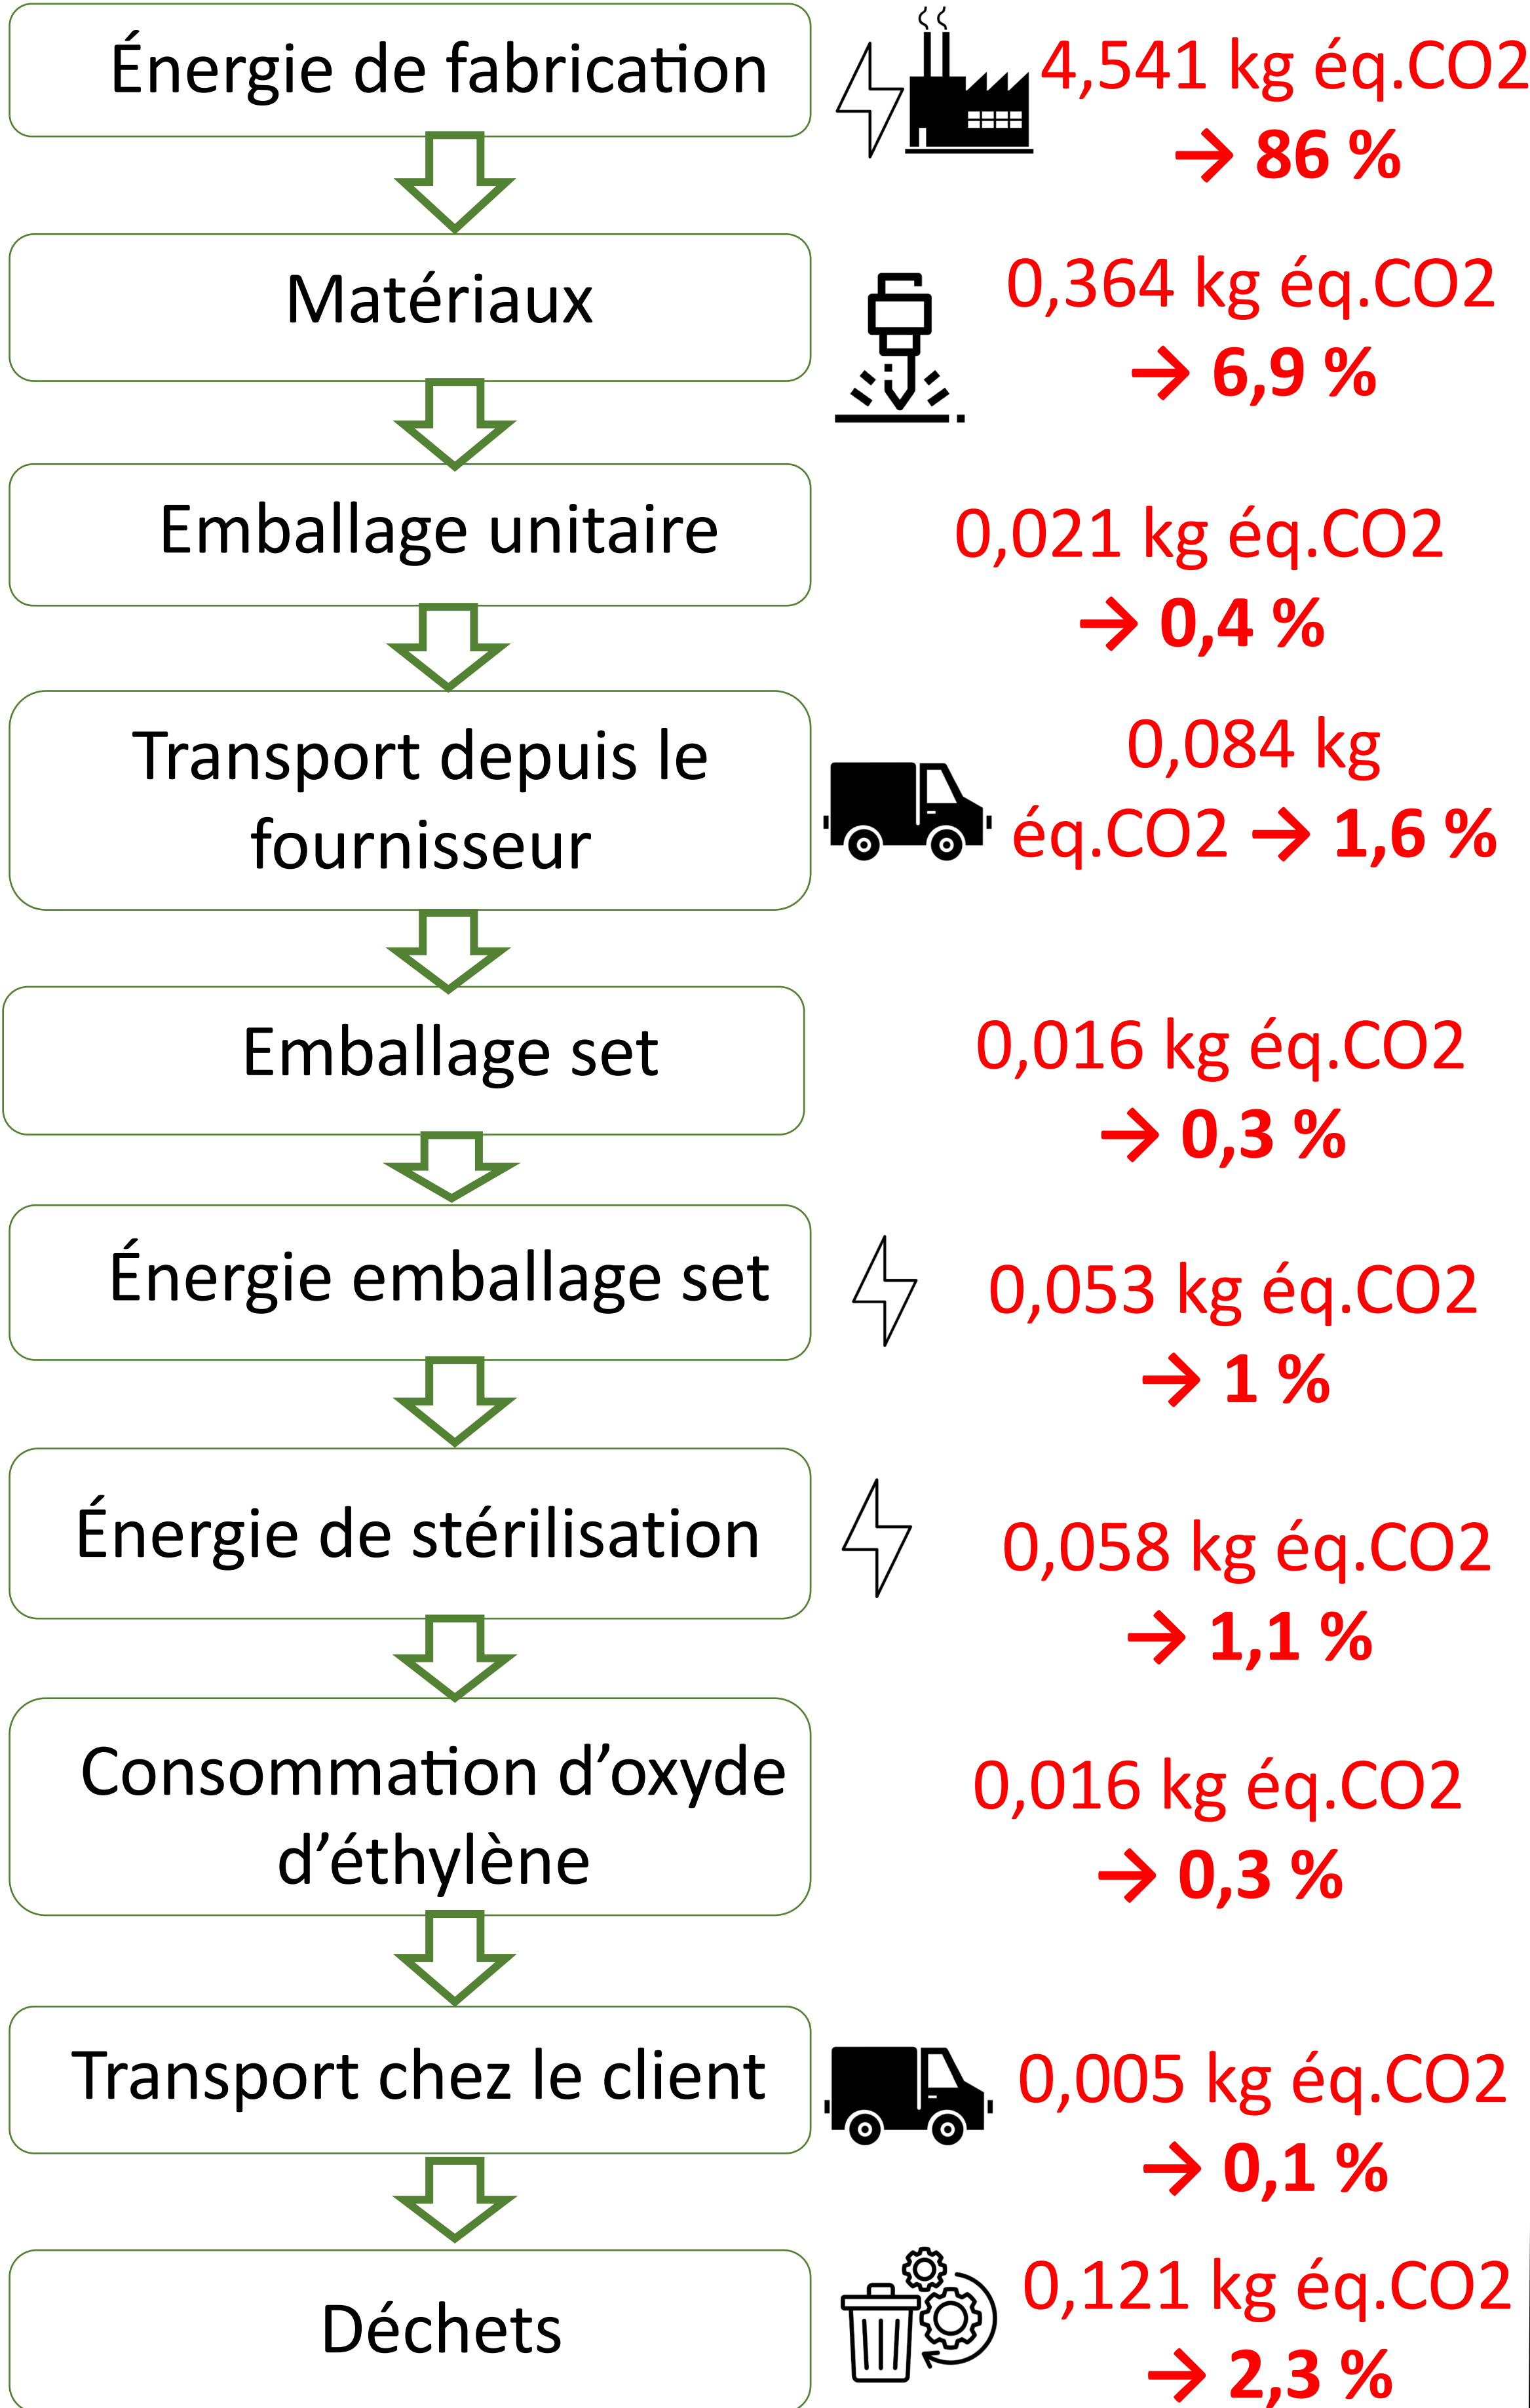 Énergie de fabrication
4,541 kg éq.CO2
→ 86 %
Matériaux
0,364 kg éq.CO2
→ 6,9 %
Emballage unitaire
0,021 kg éq.CO2
→ 0,4 %
Transport depuis le
fournisseur
0,084 kg
éq.CO2 → 1,6 %
Emballage set
0,016 kg éq.CO2
→ 0,3 %
Énergie emballage set
0,053 kg éq.CO2
→ 1 %
Énergie de stérilisation
0,058 kg éq.CO2
→ 1,1 %
Consommation d’oxyde
d’éthylène
0,016 kg éq.CO2
→ 0,3 %
Transport chez le client
0,005 kg éq.CO2
→ 0,1 %
Déchets
0,121 kg éq.CO2
→ 2,3 %